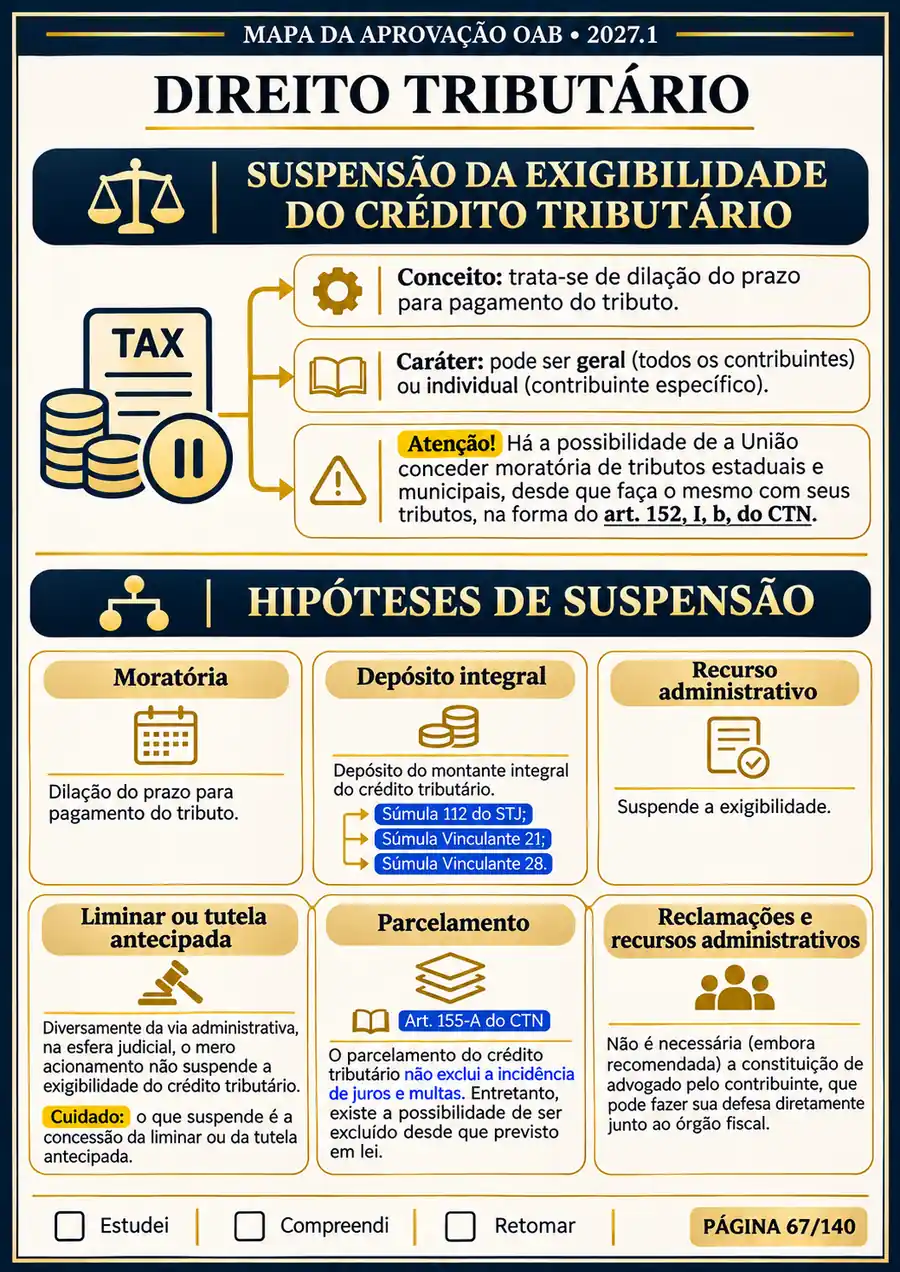 MAPA DA APROVAÇÃO OAB • 2027.1
DIREITO TRIBUTÁRIO
SUSPENSÃO DA EXIGIBILIDADE
DO CRÉDITO TRIBUTÁRIO
TAX
Conceito: trata-se de dilação do prazo
para pagamento do tributo.
Caráter: pode ser geral (todos os contribuintes)
ou individual (contribuinte específico).
Atenção! Há a possibilidade de a União
conceder moratória de tributos estaduais e
municipais, desde que faça o mesmo com seus
tributos, na forma do art. 152, I, b, do CTN.
HIPÓTESES DE SUSPENSÃO
Moratória
Dilação do prazo para
pagamento do tributo.
Depósito integral
Depósito do montante integral
do crédito tributário.
Súmula 112 do STJ;
Súmula Vinculante 21;
Súmula Vinculante 28.
Recurso
administrativo
Suspende a exigibilidade.
Liminar ou tutela
antecipada
Diversamente da via administrativa,
na esfera judicial, o mero
acionamento não suspende a
exigibilidade do crédito tributário.
Cuidado: o que suspende é a
concessão da liminar ou da tutela
antecipada.
Parcelamento
Art. 155-A do CTN
O parcelamento do crédito
tributário não exclui a incidência
de juros e multas. Entretanto,
existe a possibilidade de ser
excluído desde que previsto
em lei.
Reclamações e
recursos administrativos
Não é necessária (embora
recomendada) a constituição de
advogado pelo contribuinte, que
pode fazer sua defesa diretamente
junto ao órgão fiscal.
Estudei
Compreendi
Retomar
PÁGINA 67/140